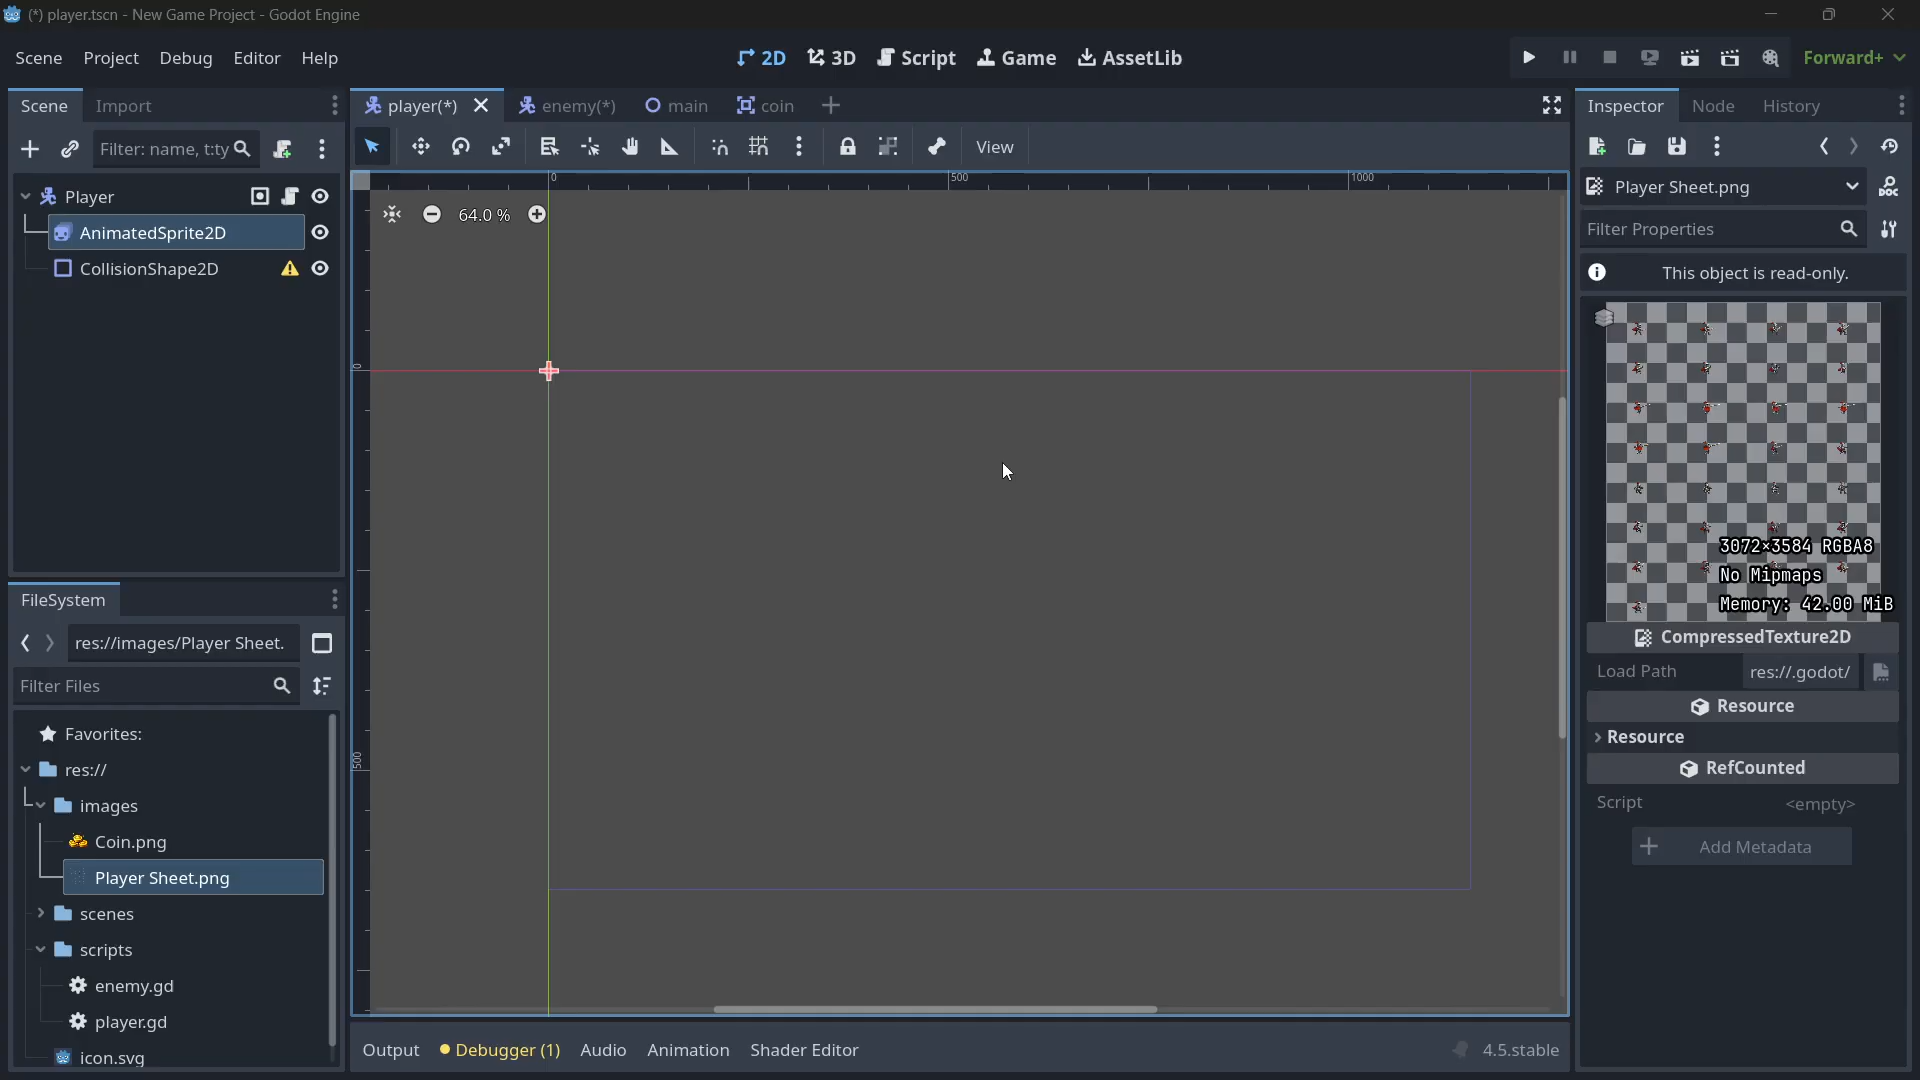 (*) player.tscn - New Game Project - Godot Engine
Scene Project Debug Editor Help
2D 3D Script Game AssetLib
Forward+
Scene Import
Filter: name, t:ty
Player
AnimatedSprite2D
CollisionShape2D
FileSystem
res://images/Player Sheet.
Filter Files
Favorites:
res://
images
Coin.png
Player Sheet.png
scenes
scripts
enemy.gd
player.gd
icon.svg
player(*) enemy(*) main coin
View
0 500 1000
0
500
64.0 %
Output Debugger (1) Audio Animation Shader Editor
4.5.stable
Inspector Node History
Player Sheet.png
DOC
Filter Properties
This object is read-only.
3072×3584 RGBA8
No Mipmaps
Memory: 42.00 MiB
CompressedTexture2D
Load Path res://.godot/
Resource
Resource
RefCounted
Script <empty>
Add Metadata